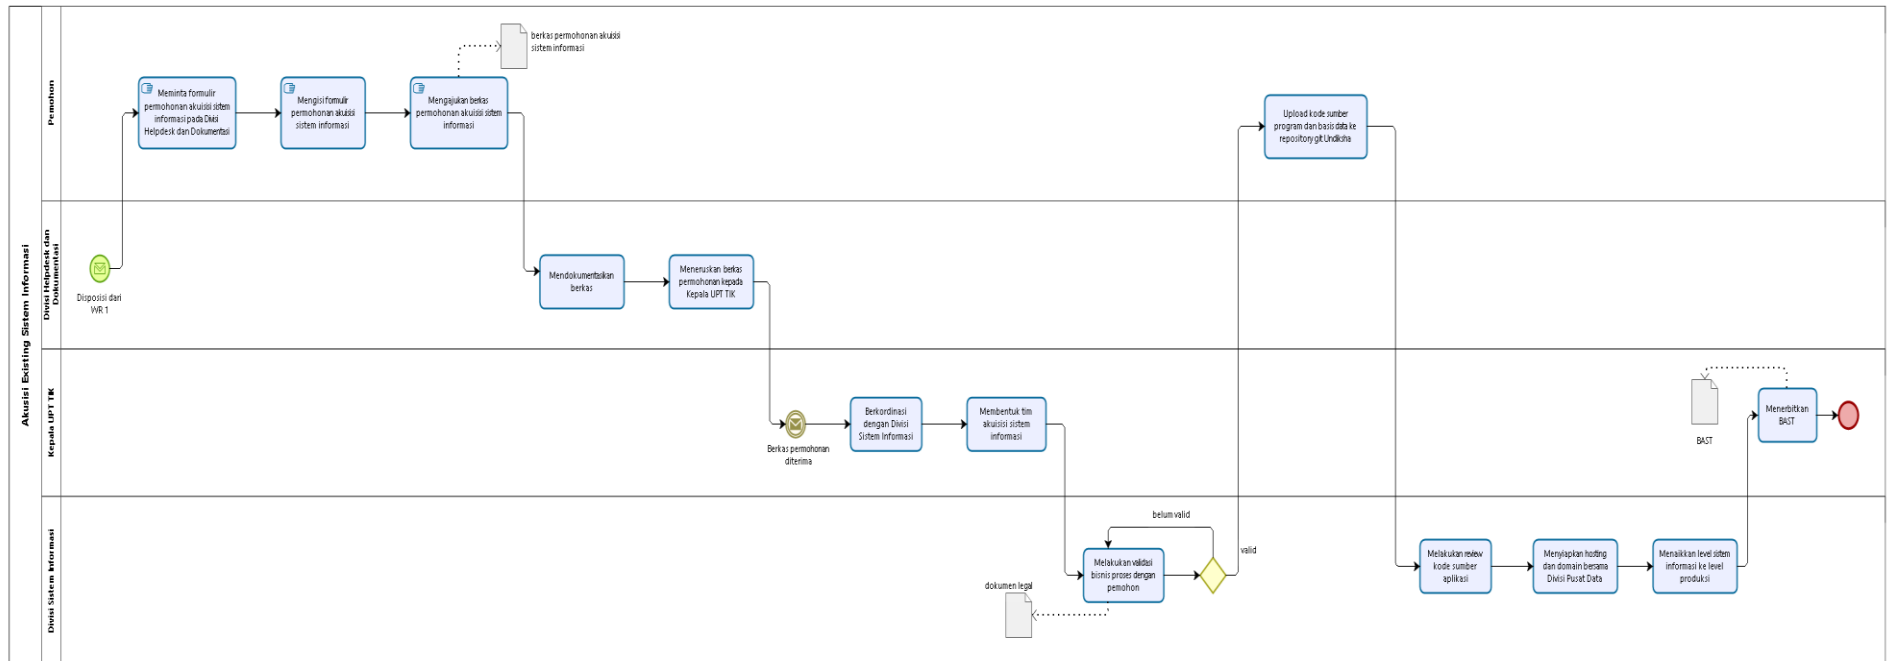 Akusisi Existing Sistem Informasi
Pemohon
berkas permohonan akuisisi
sistem informasi
Meminta formulir
permohonan akuisisi sistem
informasi pada Divisi
Helpdesk dan Dokumentasi
Mengisi formulir
permohonan akuisisi
sistem informasi
Mengajukan berkas
permohonan akuisisi sistem
informasi
Upload kode sumber
program dan basis data ke
repository git Undiksha
Divisi Helpdesk dan
Dokumentasi
Disposisi dari
WR 1
Mendokumentasikan
berkas
Meneruskan berkas
permohonan kepada
Kepala UPT TIK
Kepala UPT TIK
Berkas permohonan
diterima
Berkordinasi
dengan Divisi
Sistem Informasi
Membentuk tim
akuisisi sistem
informasi
BAST
Menerbitkan
BAST
Divisi Sistem Informasi
dokumen legal
Melakukan validasi
bisnis proses dengan
pemohon
belum valid
valid
Melakukan review
kode sumber
aplikasi
Menyiapkan hosting
dan domain bersama
Divisi Pusat Data
Menaikkan level sistem
informasi ke level
produksi